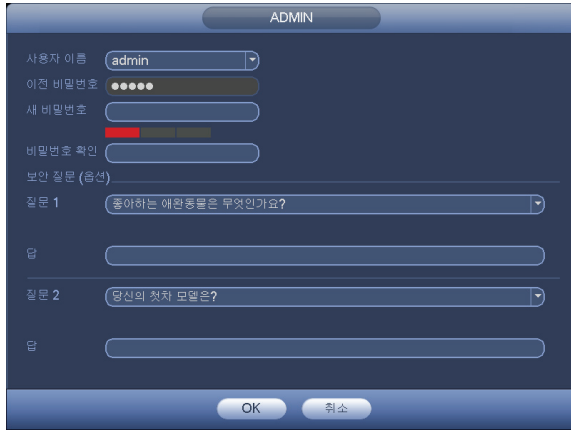 ADMIN
사용자 이름 admin
이전 비밀번호 ●●●●●
새 비밀번호
비밀번호 확인
보안 질문 (옵션)
질문 1 좋아하는 애완동물은 무엇인가요?
답
질문 2 당신의 첫차 모델은?
답
OK 취소